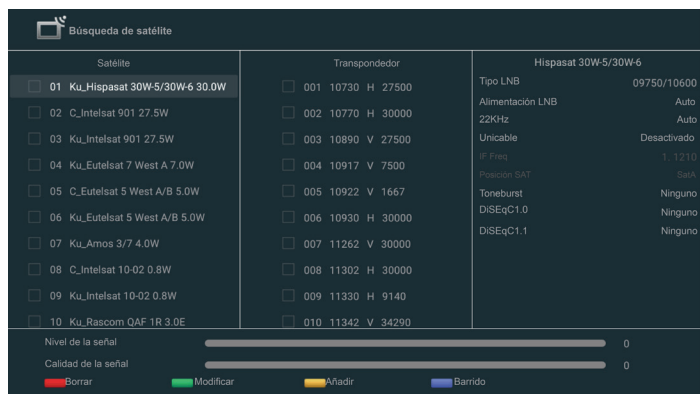 Búsqueda de satélite
Satélite
01 Ku_Hispasat 30W-5/30W-6 30.0W
02 C_Intelsat 901 27.5W
03 Ku_Intelsat 901 27.5W
04 Ku_Eutelsat 7 West A 7.0W
05 C_Eutelsat 5 West A/B 5.0W
06 Ku_Eutelsat 5 West A/B 5.0W
07 Ku_Amos 3/7 4.0W
08 C_Intelsat 10-02 0.8W
09 Ku_Intelsat 10-02 0.8W
10 Ku_Rascom QAF 1R 3.0E
Transpondedor
001 10730 H 27500
002 10770 H 30000
003 10890 V 27500
004 10917 V 7500
005 10922 V 1667
006 10930 H 30000
007 11262 V 30000
008 11302 H 30000
009 11330 H 9140
010 11342 V 34290
Hispasat 30W-5/30W-6
Tipo LNB 09750/10600
Alimentación LNB Auto
22KHz Auto
Unicable Desactivado
IF Freq 1. 1210
Posición SAT SatA
Toneburst Ninguno
DiSEqC1.0 Ninguno
DiSEqC1.1 Ninguno
Nivel de la señal 0
Calidad de la señal 0
Borrar Modificar Añadir Barrido